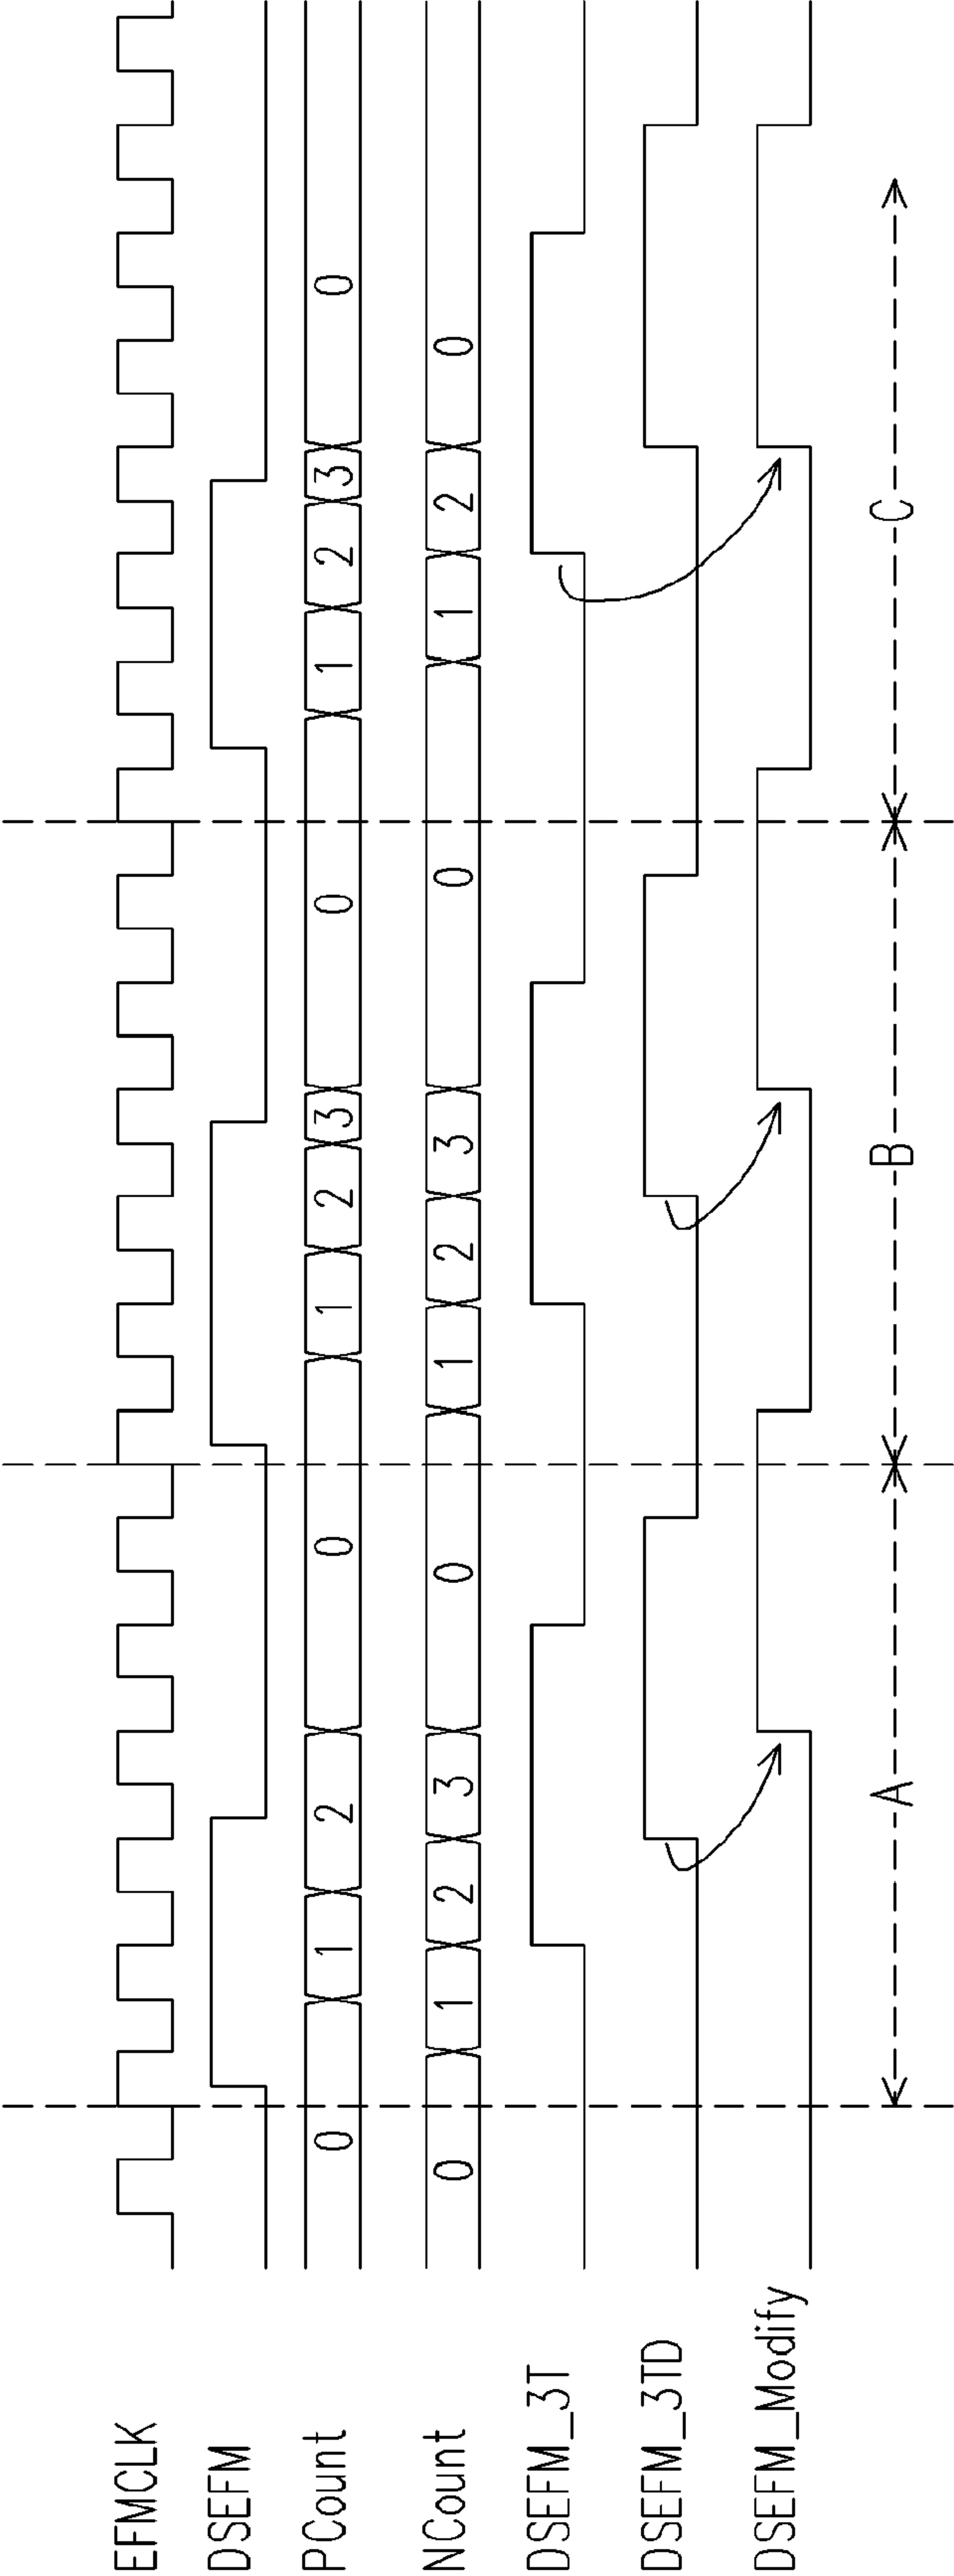 EFMCLK
DSEFM
PCount 0 1 2 0 1 2 3 0 1 2 3 0
NCount 0 1 2 3 0 1 2 3 0 1 2 0
DSEFM_3T
DSEFM_3TD
DSEFM_Modify
A B C